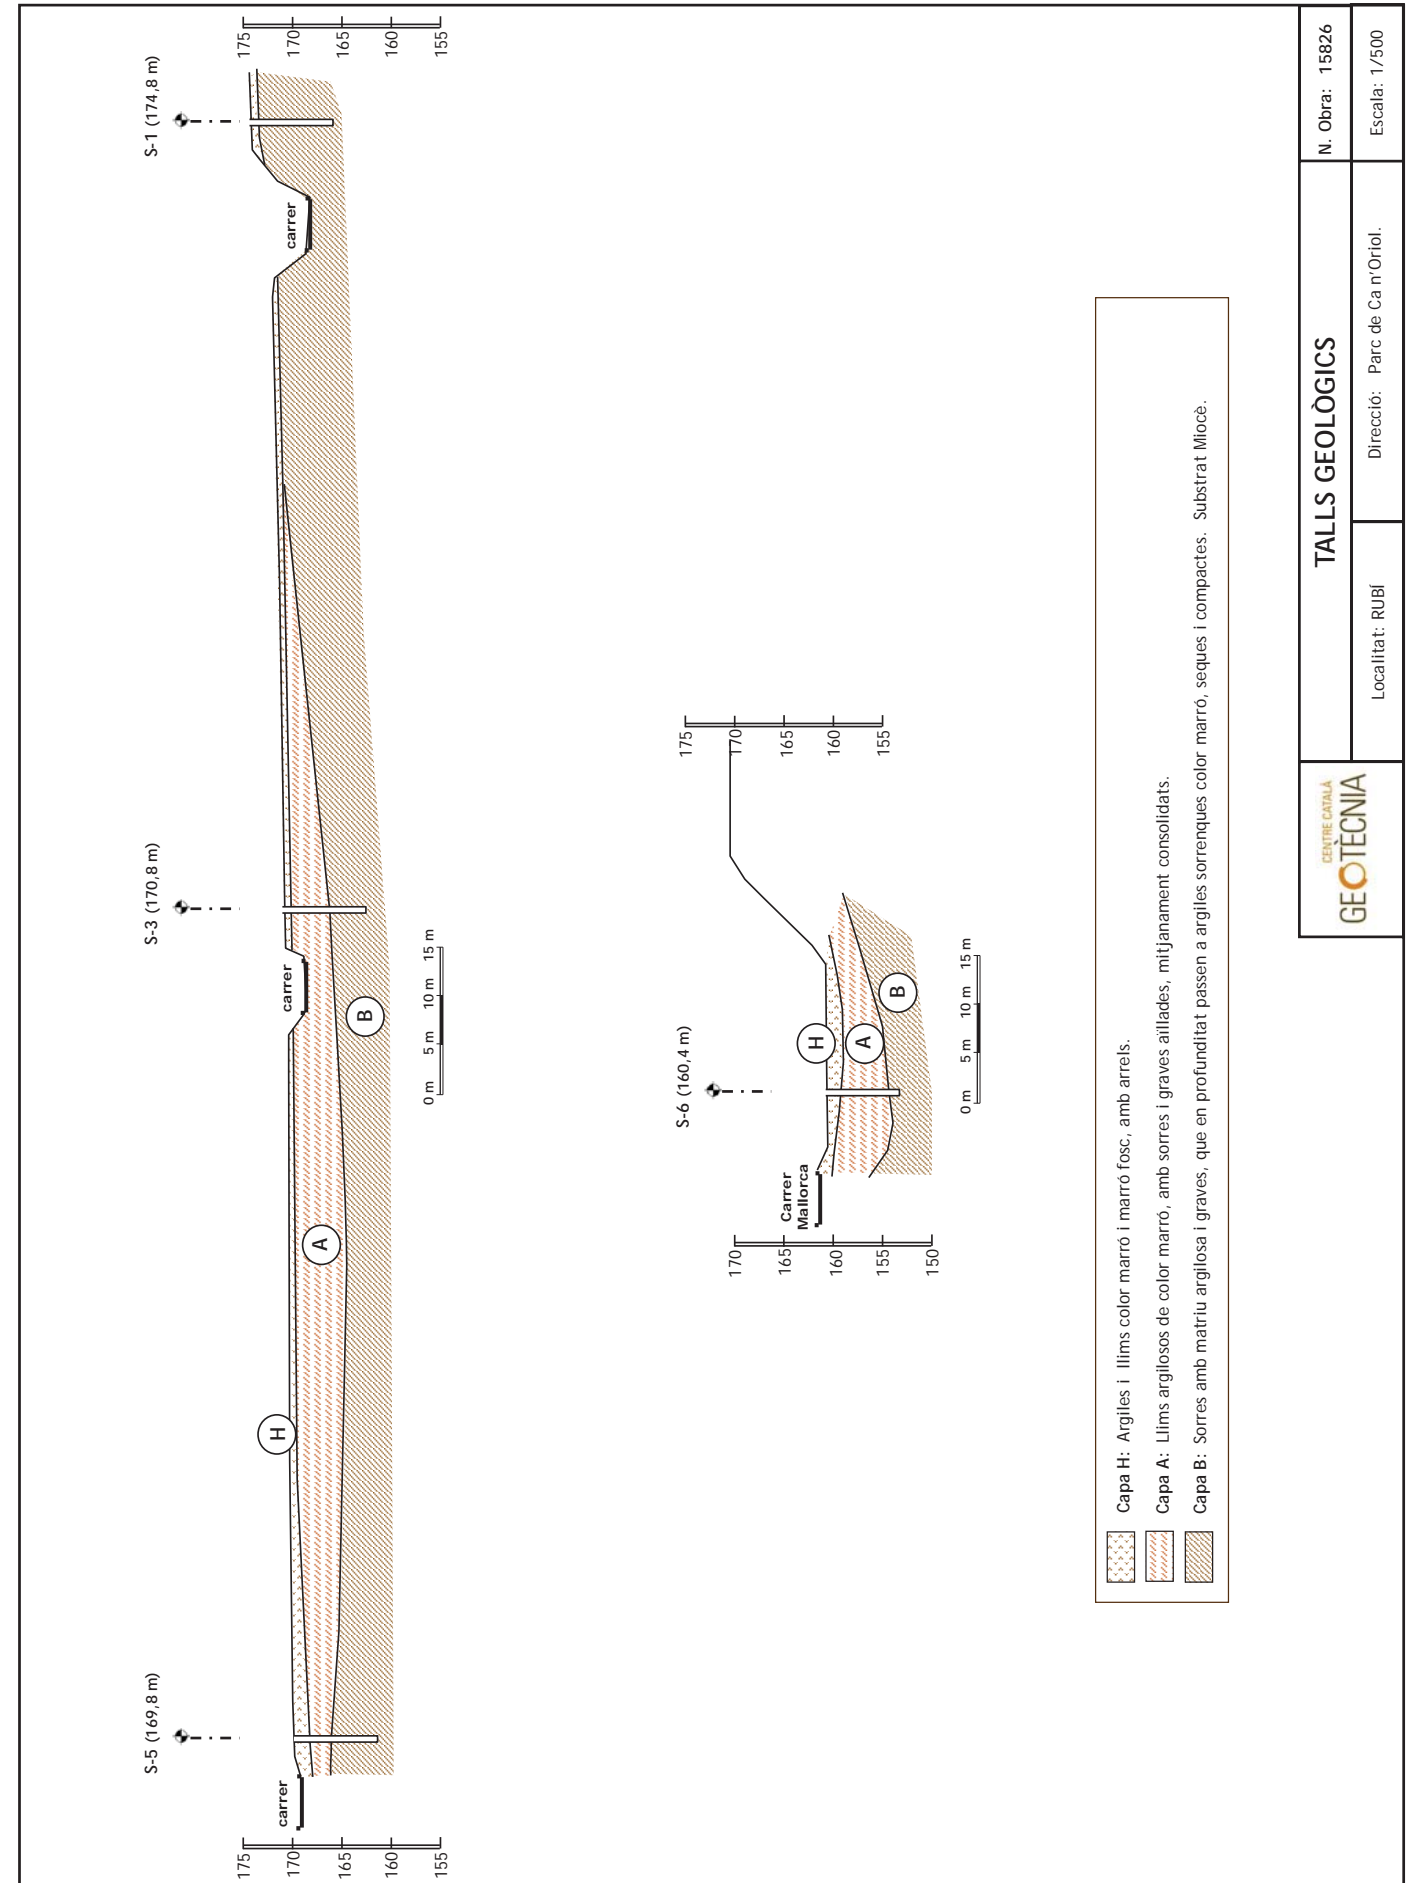 S-5 (169,8 m)
S-3 (170,8 m)
S-1 (174,8 m)
175
170
165
160
155
carrer
H
A
carrer
B
carrer
175
170
165
160
155
0 m
5 m
10 m
15 m
S-6 (160,4 m)
170
165
160
155
150
Carrer
Mallorca
H
A
B
175
170
165
160
155
0 m
5 m
10 m
15 m
Capa H: Argiles i llims color marró i marró fosc, amb arrels.
Capa A: Llims argilosos de color marró, amb sorres i graves aïllades, mitjanament consolidats.
Capa B: Sorres amb matriu argilosa i graves, que en profunditat passen a argiles sorrenques color marró, seques i compactes. Substrat Miocè.
CENTRE CATALÀ
GEOTÈCNIA
TALLS GEOLÒGICS
N. Obra: 15826
Localitat: RUBÍ
Direcció: Parc de Ca n'Oriol.
Escala: 1/500